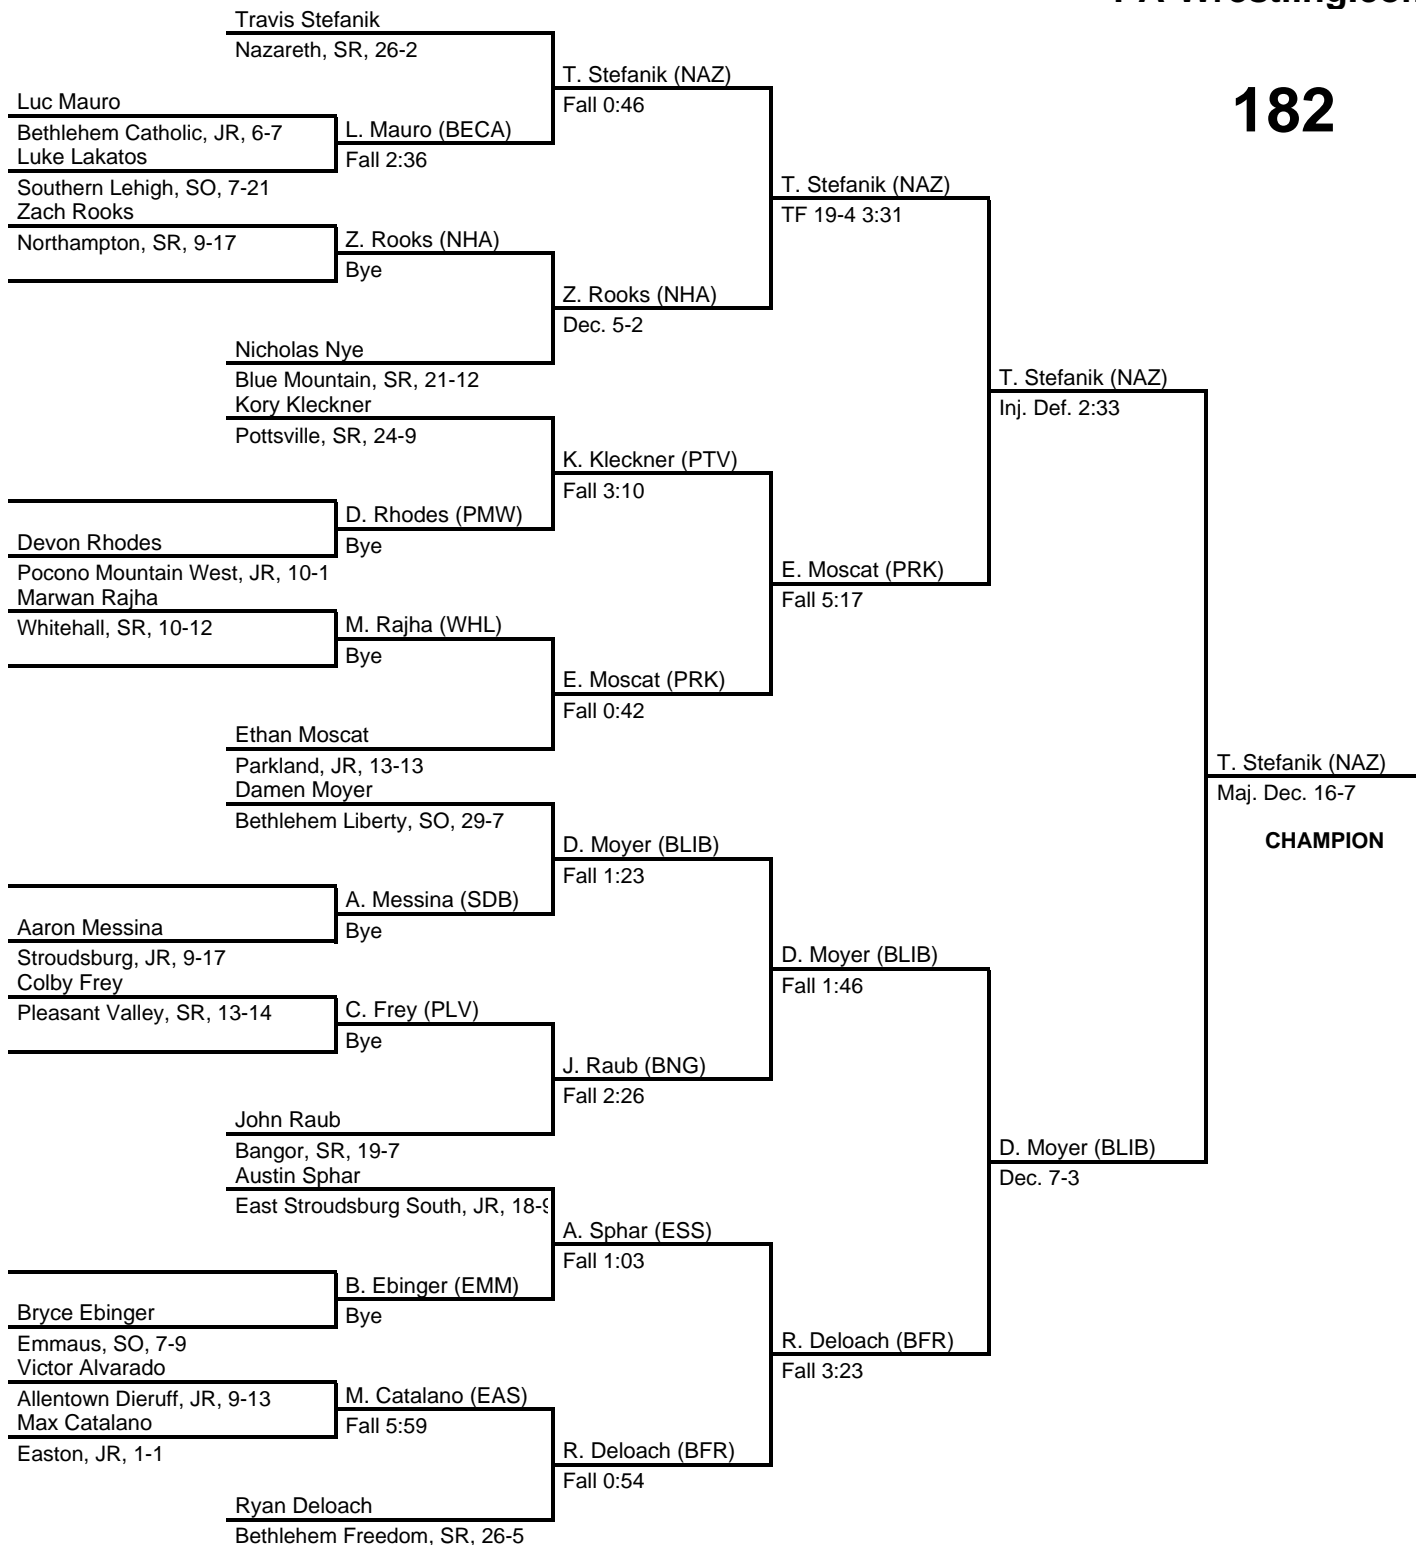 Travis Stefanik
Nazareth, SR, 26-2
T. Stefanik (NAZ)
Fall 0:46
182
Luc Mauro
Bethlehem Catholic, JR, 6-7
L. Mauro (BECA)
Luke Lakatos
Fall 2:36
Southern Lehigh, SO, 7-21
T. Stefanik (NAZ)
TF 19-4 3:31
Zach Rooks
Northampton, SR, 9-17
Z. Rooks (NHA)
Bye
Z. Rooks (NHA)
Dec. 5-2
Nicholas Nye
Blue Mountain, SR, 21-12
T. Stefanik (NAZ)
Inj. Def. 2:33
Kory Kleckner
Pottsville, SR, 24-9
K. Kleckner (PTV)
Fall 3:10
D. Rhodes (PMW)
Devon Rhodes
Bye
Pocono Mountain West, JR, 10-1
E. Moscat (PRK)
Fall 5:17
Marwan Rajha
Whitehall, SR, 10-12
M. Rajha (WHL)
Bye
E. Moscat (PRK)
Fall 0:42
Ethan Moscat
Parkland, JR, 13-13
T. Stefanik (NAZ)
Maj. Dec. 16-7
CHAMPION
Damen Moyer
Bethlehem Liberty, SO, 29-7
D. Moyer (BLIB)
Fall 1:23
A. Messina (SDB)
Aaron Messina
Bye
Stroudsburg, JR, 9-17
D. Moyer (BLIB)
Fall 1:46
Colby Frey
Pleasant Valley, SR, 13-14
C. Frey (PLV)
Bye
J. Raub (BNG)
Fall 2:26
John Raub
Bangor, SR, 19-7
D. Moyer (BLIB)
Dec. 7-3
Austin Sphar
East Stroudsburg South, JR, 18-9
A. Sphar (ESS)
Fall 1:03
B. Ebinger (EMM)
Bryce Ebinger
Bye
Emmaus, SO, 7-9
R. Deloach (BFR)
Fall 3:23
Victor Alvarado
Allentown Dieruff, JR, 9-13
M. Catalano (EAS)
Max Catalano
Fall 5:59
Easton, JR, 1-1
R. Deloach (BFR)
Fall 0:54
Ryan Deloach
Bethlehem Freedom, SR, 26-5